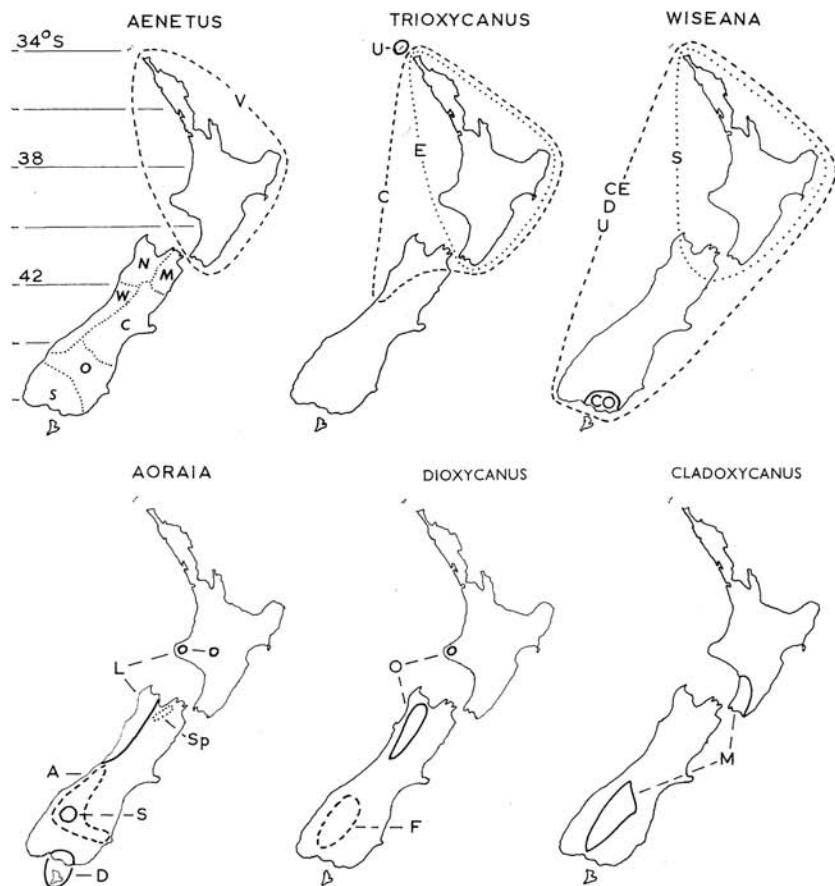 AENETUS
TRIOXYCANUS
WISEANA
34°S
38
42
V
N
M
W
C
O
S
U
E
C
S
CE
D
U
CO
AORAIA
DIOXYCANUS
CLADOXYCANUS
L
Sp
A
S
D
O
F
M